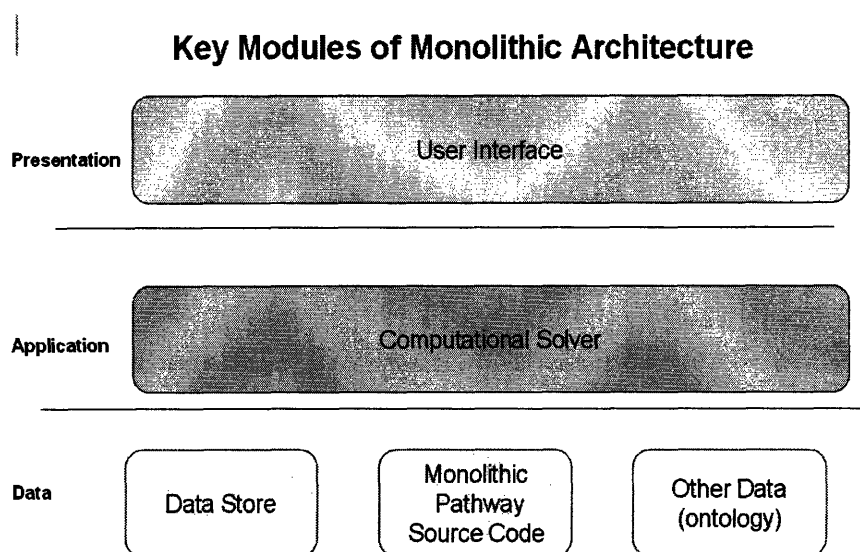 Key Modules of Monolithic Architecture
Presentation
User Interface
Application
Computational Solver
Data
Data Store
Monolithic
Pathway
Source Code
Other Data
(ontology)